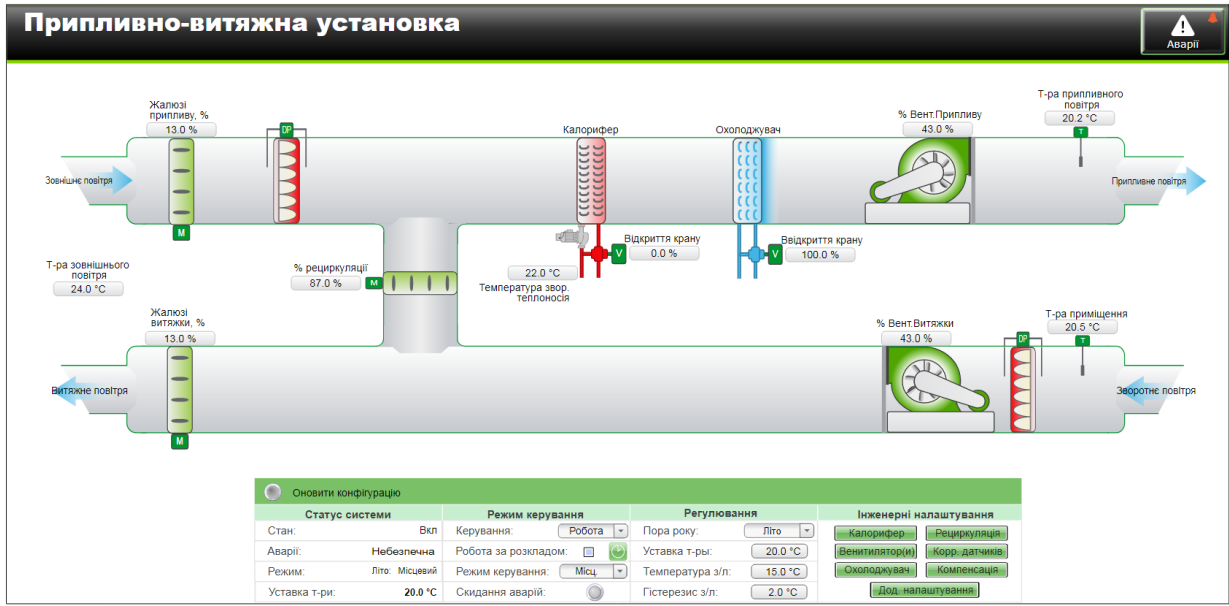 Припливно-витяжна установка
Аварії
Жалюзі
припливу, %
13.0 %
DP
Калорифер
Охолоджувач
% Вент.Припливу
43.0 %
Т-ра припливного
повітря
20.2 °C
T
Зовнішнє повітря
Припливне повітря
M
Відкриття крану
V
0.0 %
Ввідкриття крану
V
100.0 %
Т-ра зовнішнього
повітря
24.0 °C
% рециркуляції
87.0 %
M
22.0 °C
Температура звор.
теплоносія
Жалюзі
витяжки, %
13.0 %
% Вент.Витяжки
43.0 %
DP
Т-ра приміщення
20.5 °C
T
Витяжне повітря
Зворотнє повітря
M
Оновити конфігурацію
Статус системи
Режим керування
Регулювання
Інженерні налаштування
Стан: Вкл
Керування: Робота
Пора року: Літо
Калорифер
Рециркуляція
Аварії: Небезпечна
Робота за розкладом:
Уставка т-ры: 20.0 °C
Венитилятор(и)
Корр. датчиків
Режим: Літо: Місцевий
Режим керування: Місц.
Температура з/л: 15.0 °C
Охолоджувач
Компенсація
Уставка т-ри: 20.0 °C
Скидання аварій:
Гістерезис з/л: 2.0 °C
Дод. налаштування